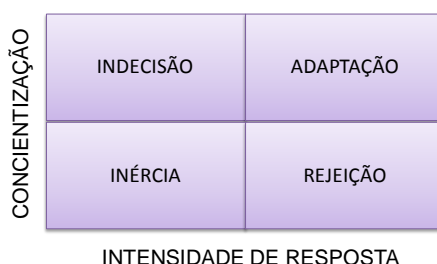 CONCIENTIZAÇÃO
INDECISÃO
ADAPTAÇÃO
INÉRCIA
REJEIÇÃO
INTENSIDADE DE RESPOSTA